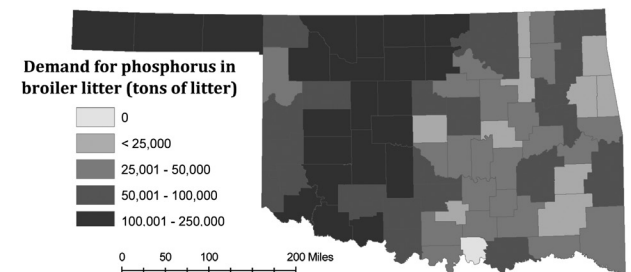 Demand for phosphorus in
broiler litter (tons of litter)
0
< 25,000
25,001 - 50,000
50,001 - 100,000
100.001 - 250.000
0 50 100 200 Miles